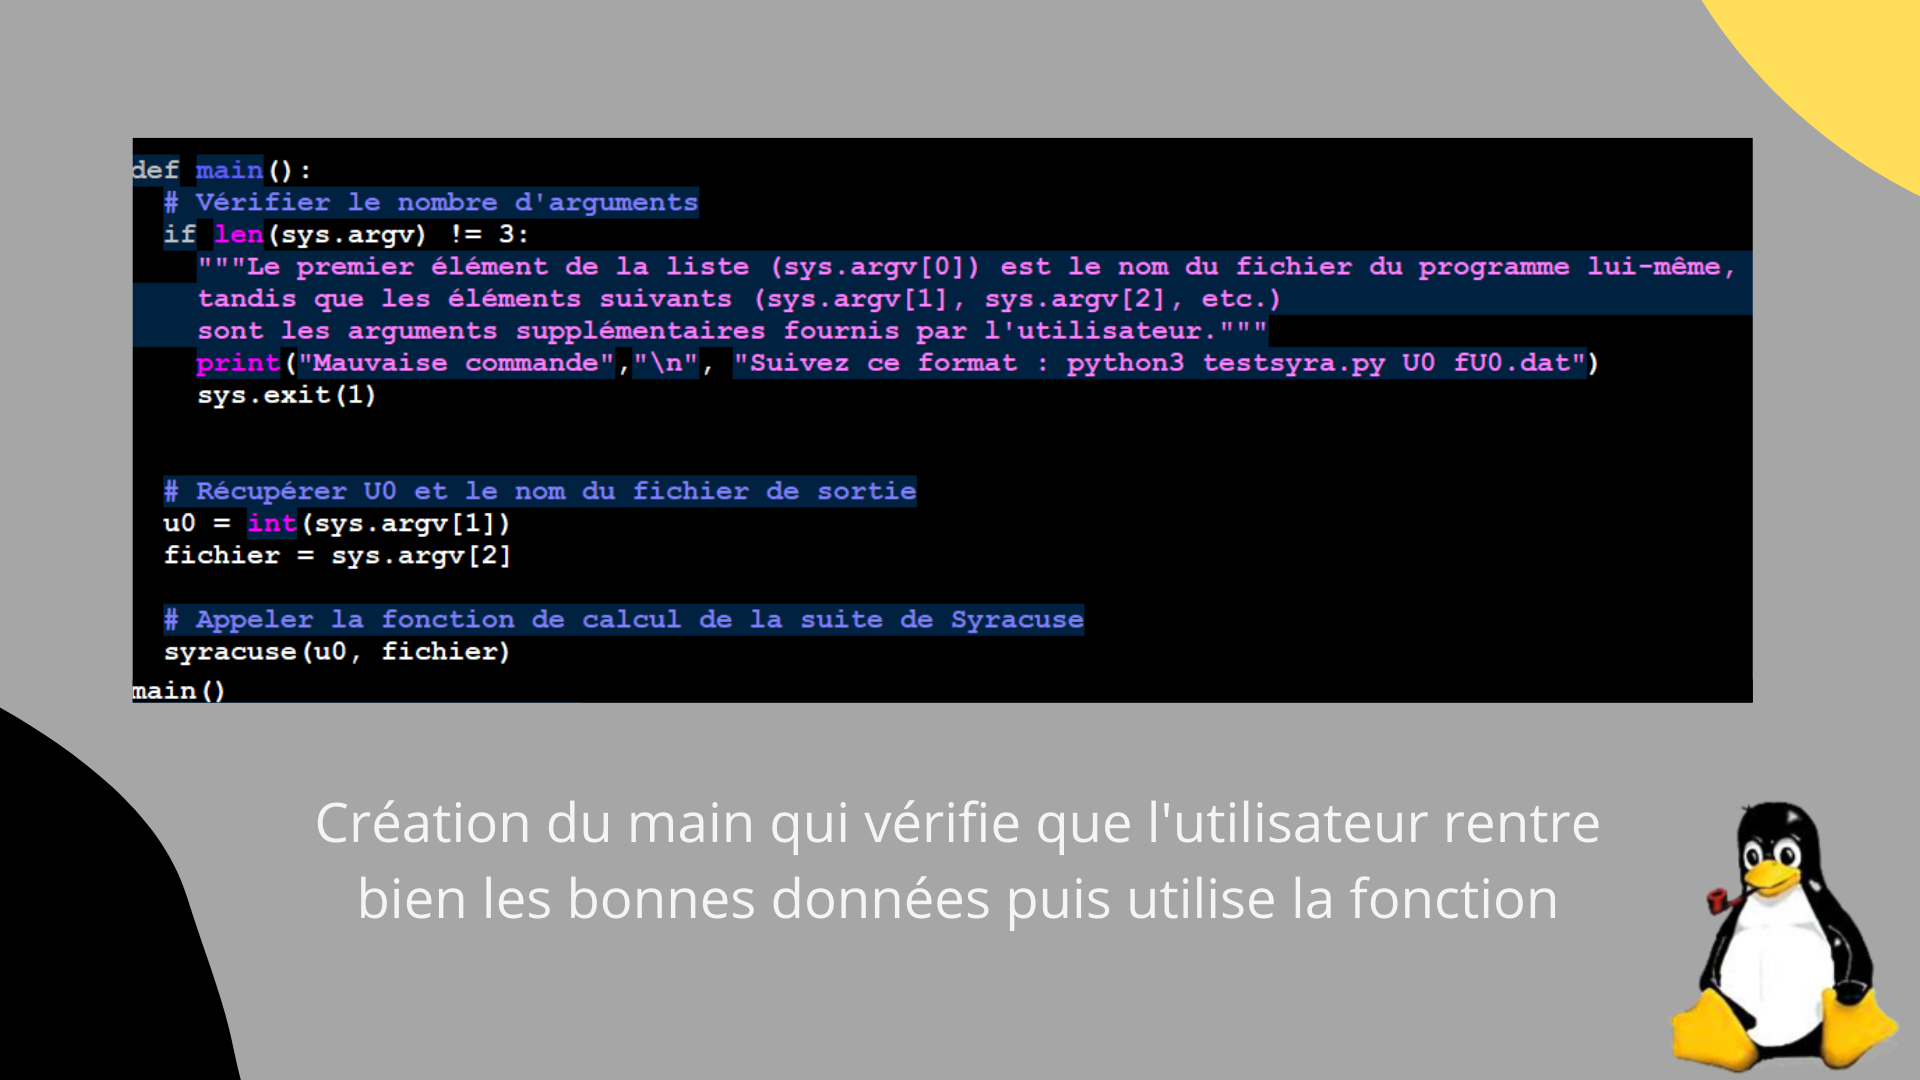 def main():
  # Vérifier le nombre d'arguments
  if len(sys.argv) != 3:
    """Le premier élément de la liste (sys.argv[0]) est le nom du fichier du programme lui-même,
    tandis que les éléments suivants (sys.argv[1], sys.argv[2], etc.)
    sont les arguments supplémentaires fournis par l'utilisateur."""
    print("Mauvaise commande","\n", "Suivez ce format : python3 testsyra.py U0 fU0.dat")
    sys.exit(1)
  # Récupérer U0 et le nom du fichier de sortie
  u0 = int(sys.argv[1])
  fichier = sys.argv[2]
  # Appeler la fonction de calcul de la suite de Syracuse
  syracuse(u0, fichier)
main()
Création du main qui vérifie que l'utilisateur rentre
bien les bonnes données puis utilise la fonction